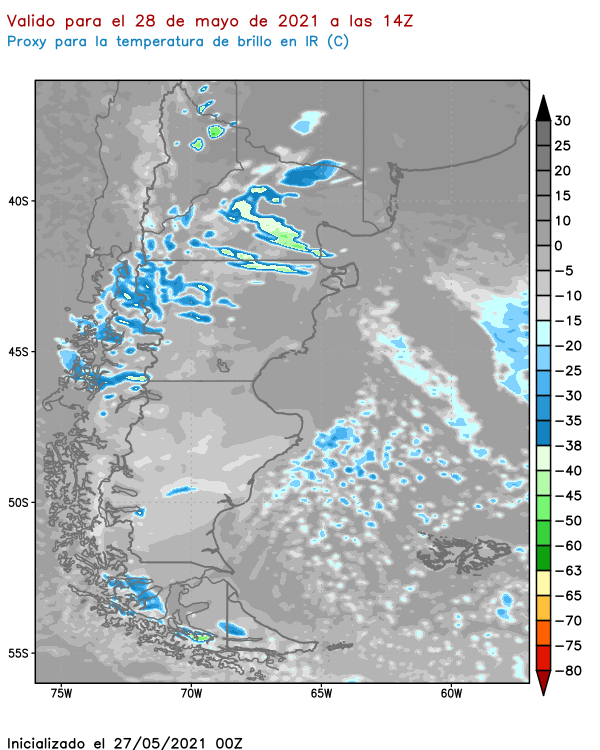 Valido para el 28 de mayo de 2021 a las 14Z
Proxy para la temperatura de brillo en IR (C)
30
25
20
15
10
0
−5
−10
−15
−20
−25
−30
−35
−38
−40
−45
−50
−60
−63
−65
−70
−75
−80
40S
45S
50S
55S
75W
70W
65W
60W
Inicializado el 27/05/2021 00Z